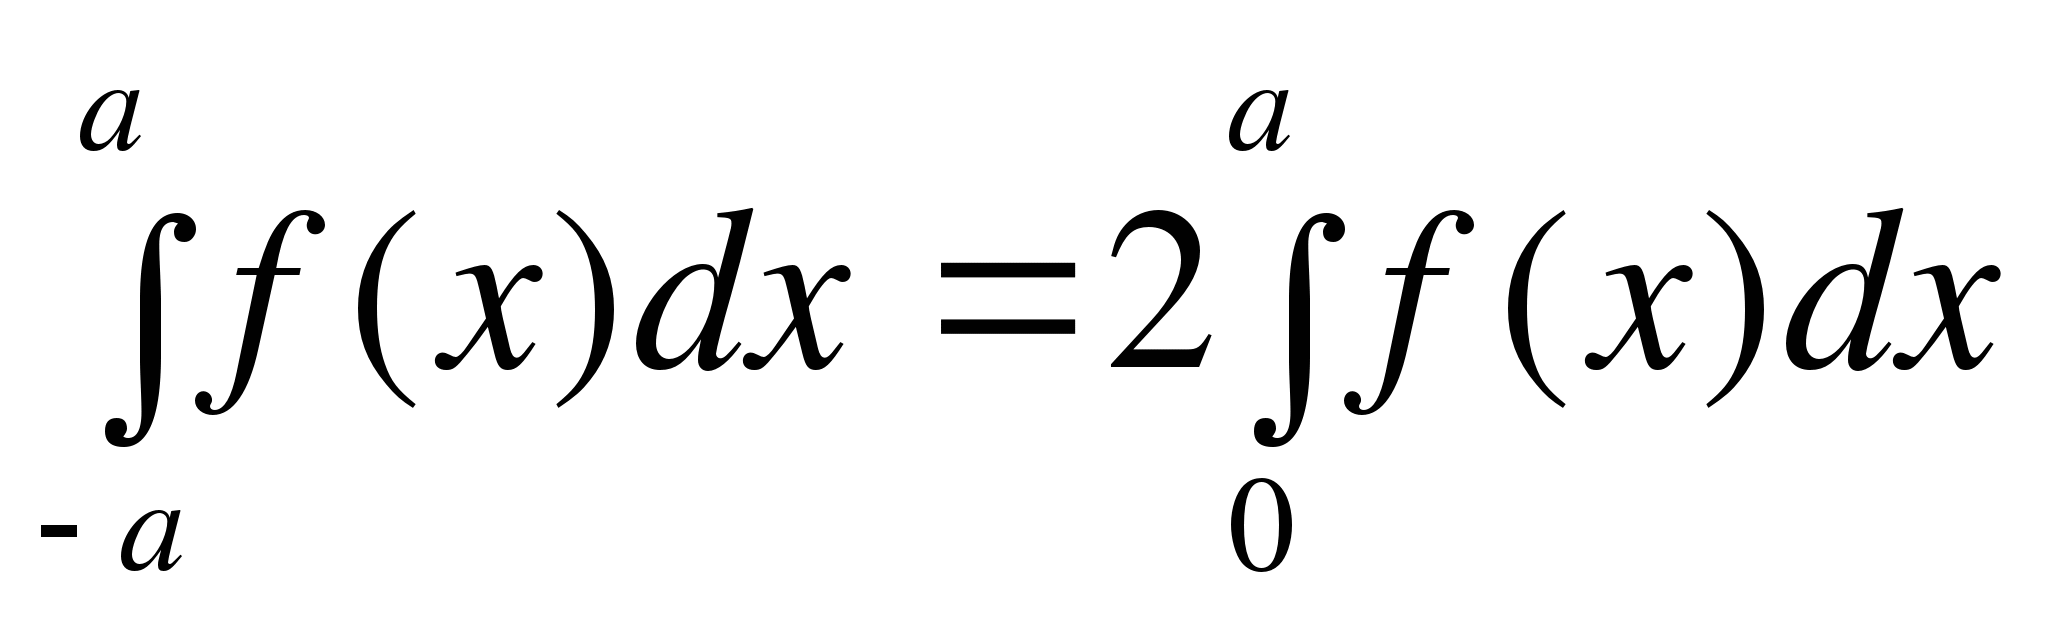 ∫_{-a}^{a} f(x)dx = 2∫_{0}^{a} f(x)dx